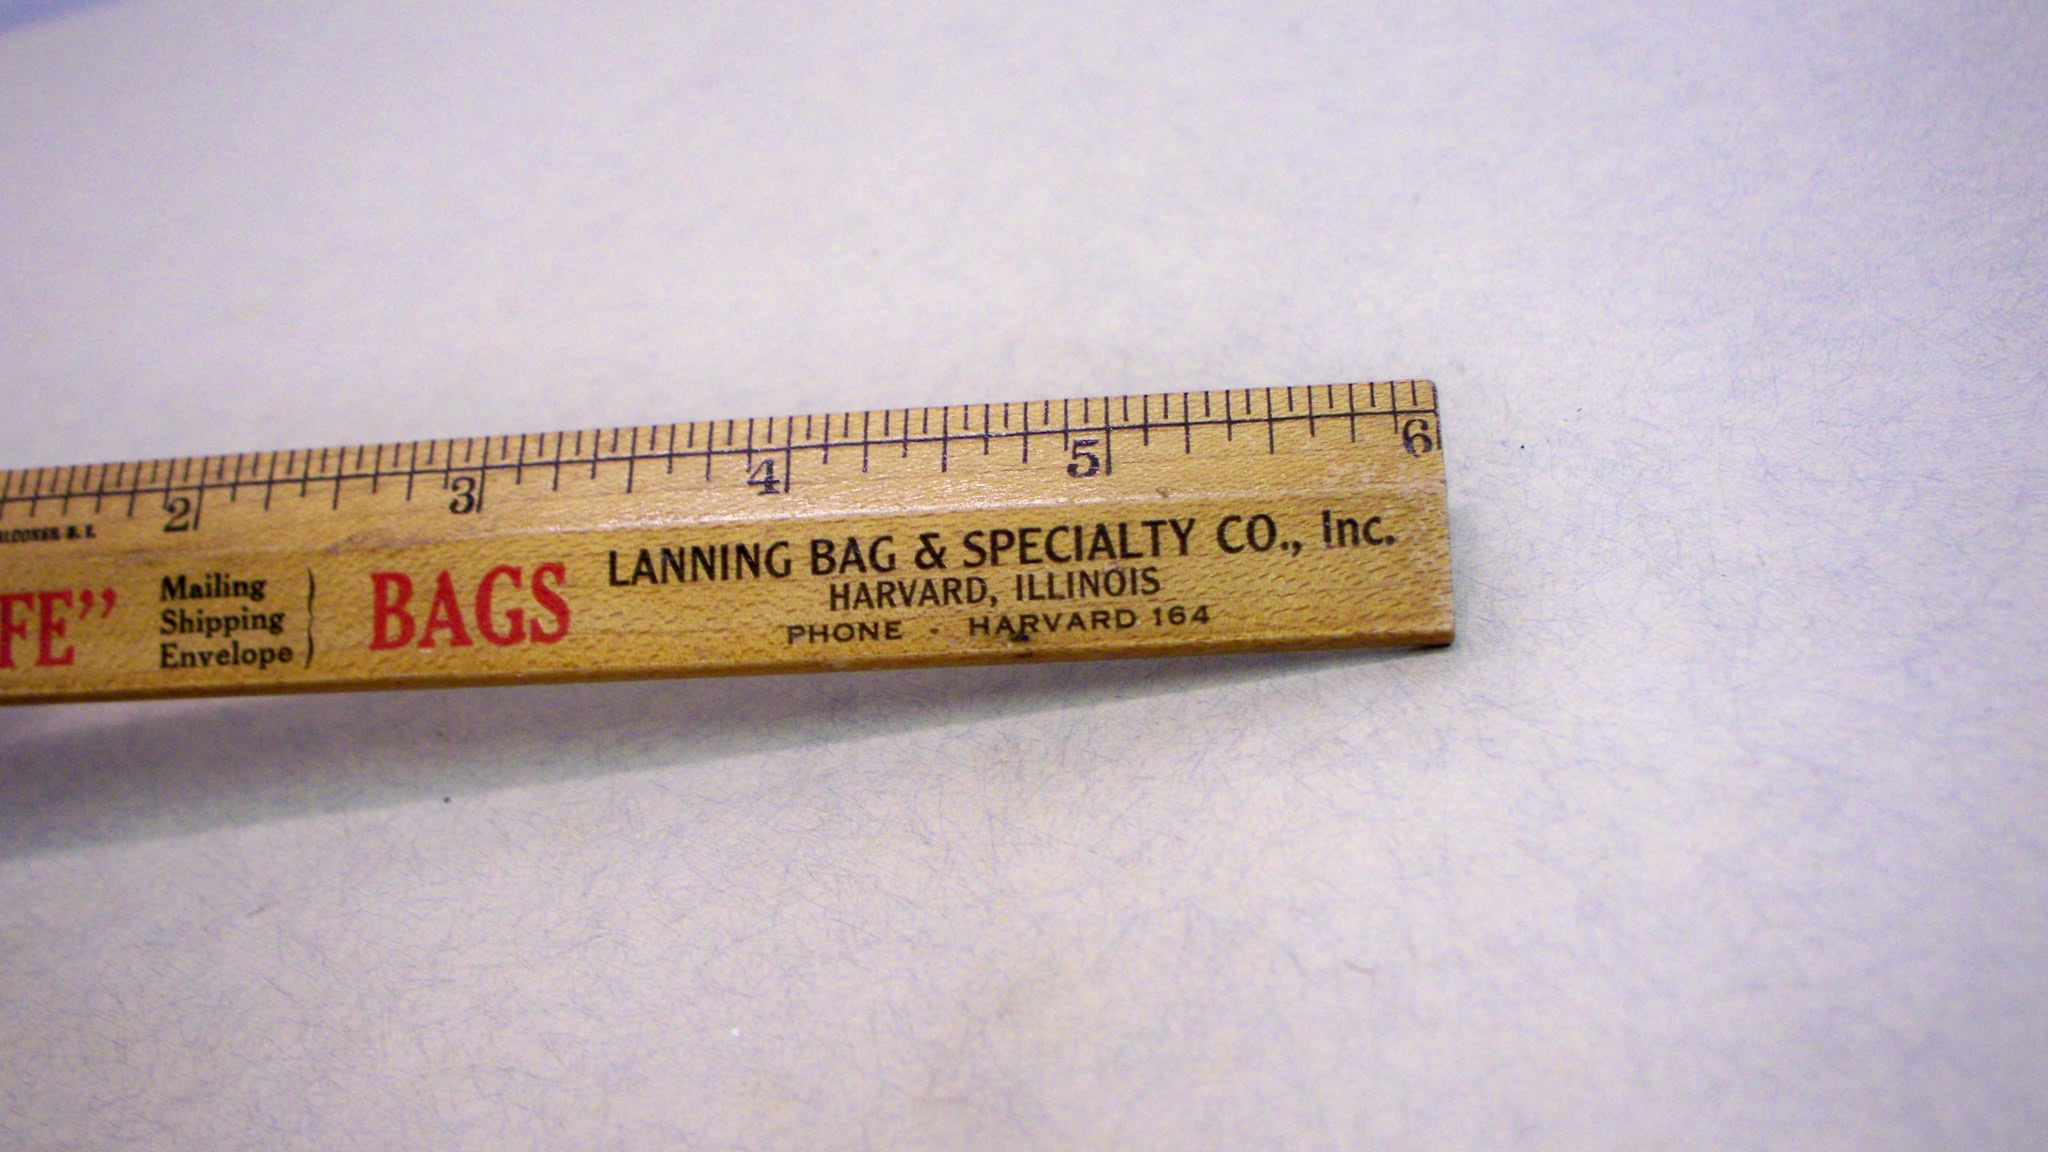 2 3 4 5 6
FE” Mailing Shipping Envelope BAGS
LANNING BAG & SPECIALTY CO., Inc.
HARVARD, ILLINOIS
PHONE - HARVARD 164